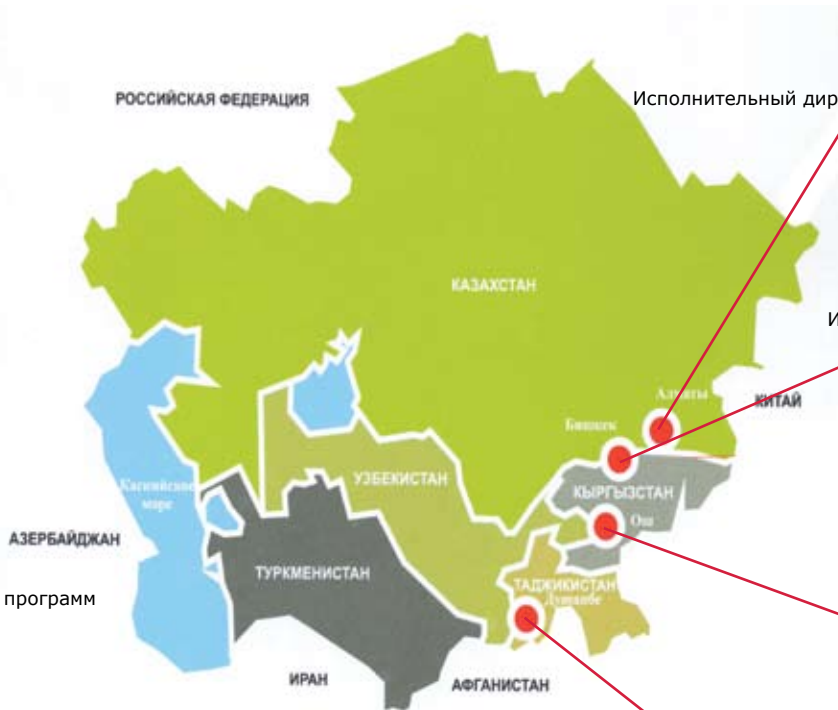 РОССИЙСКАЯ ФЕДЕРАЦИЯ
Исполнительный дир
КАЗАХСТАН
И
Алматы
КИТАЙ
Бишкек
УЗБЕКИСТАН
Каспийское
море
КЫРГЫЗСТАН
Ош
АЗЕРБАЙДЖАН
ТУРКМЕНИСТАН
ТАДЖИКИСТАН
Душанбе
программ
ИРАН
АФГАНИСТАН